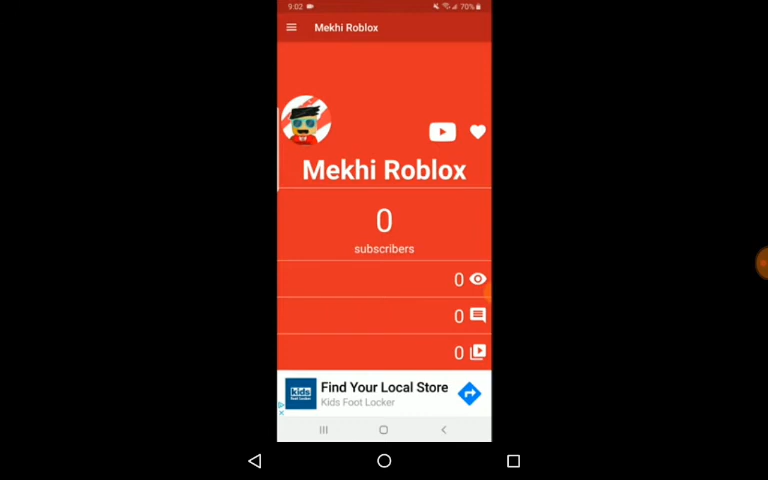 9:02 70%
Mekhi Roblox
Mekhi Roblox
0
subscribers
0
0
0
Find Your Local Store
kids
Kids Foot Locker